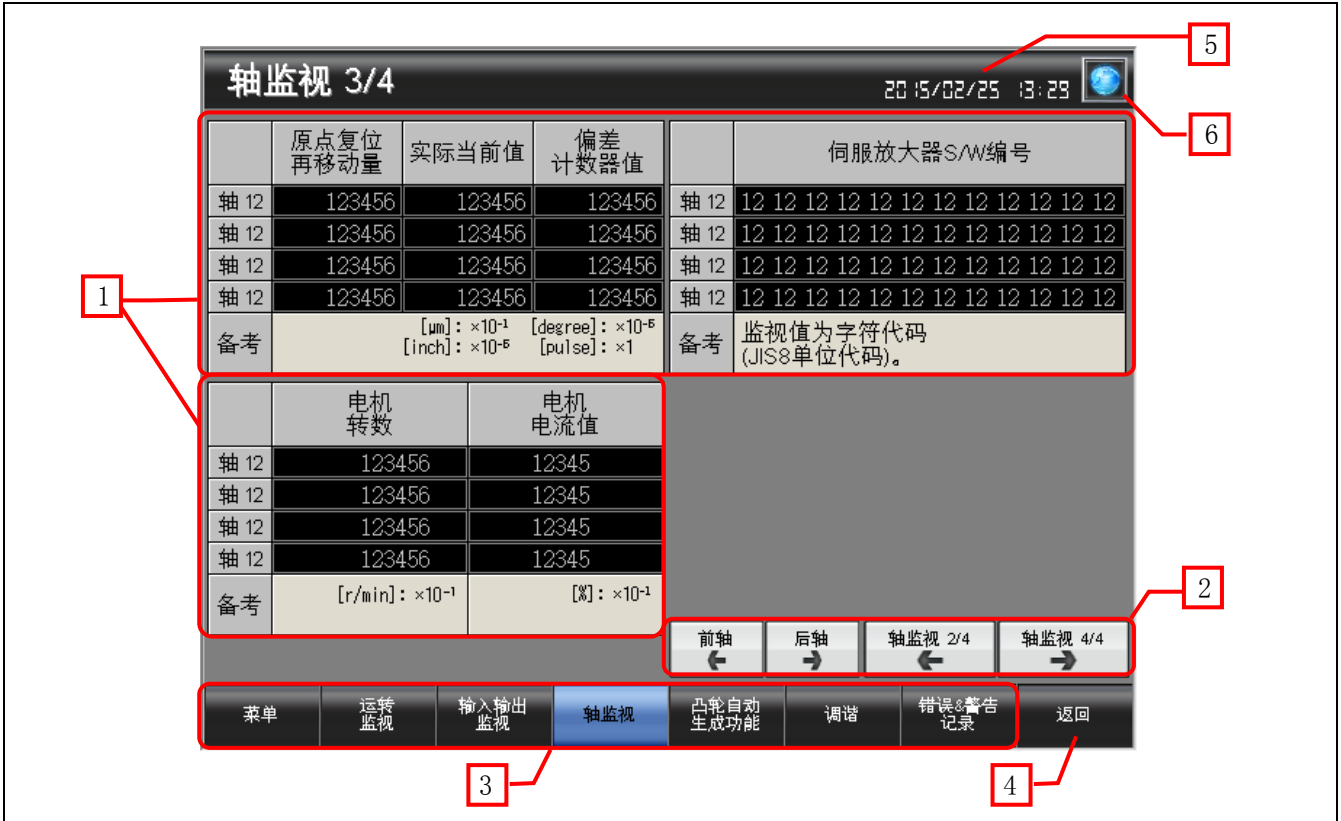 5
轴监视 3/4
2015/02/25 13:29
6
原点复位
再移动量
实际当前值
偏差
计数器值
伺服放大器S/W编号
轴 12 123456 123456 123456 轴 12 12 12 12 12 12 12 12 12 12 12 12 12
轴 12 123456 123456 123456 轴 12 12 12 12 12 12 12 12 12 12 12 12 12
轴 12 123456 123456 123456 轴 12 12 12 12 12 12 12 12 12 12 12 12 12
1
轴 12 123456 123456 123456 轴 12 12 12 12 12 12 12 12 12 12 12 12 12
备考
[μm]: ×10⁻¹ [degree]: ×10⁻⁵
[inch]: ×10⁻⁵ [pulse]: ×1
备考
监视值为字符代码
(JIS8单位代码)。
电机
转数
电机
电流值
轴 12 123456 12345
轴 12 123456 12345
轴 12 123456 12345
轴 12 123456 12345
备考
[r/min]: ×10⁻¹
[%]: ×10⁻¹
2
前轴
后轴
轴监视 2/4
轴监视 4/4
菜单
运转
监视
输入输出
监视
轴监视
凸轮自动
生成功能
调谐
错误&警告
记录
返回
3
4